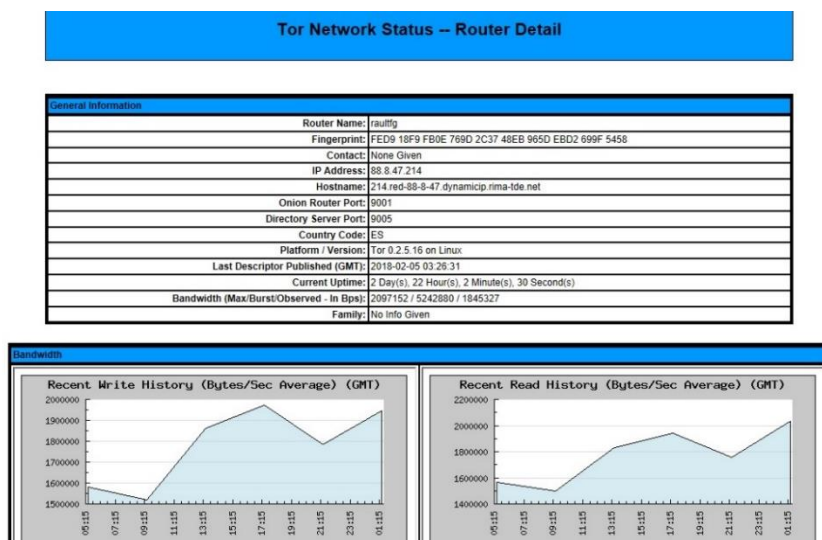 Tor Network Status -- Router Detail
General Information
Router Name: raultfg
Fingerprint: FED9 18F9 FB0E 769D 2C37 48EB 965D EBD2 699F 5458
Contact: None Given
IP Address: 88.8.47.214
Hostname: 214.red-88-8-47.dynamicip.rima-tde.net
Onion Router Port: 9001
Directory Server Port: 9005
Country Code: ES
Platform / Version: Tor 0.2.5.16 on Linux
Last Descriptor Published (GMT): 2018-02-05 03:26:31
Current Uptime: 2 Day(s), 22 Hour(s), 2 Minute(s), 30 Second(s)
Bandwidth (Max/Burst/Observed - In Bps): 2097152 / 5242880 / 1845327
Family: No Info Given
Bandwidth
Recent Write History (Bytes/Sec Average) (GMT)
2000000
1900000
1800000
1700000
1600000
1500000
05:15 07:15 09:15 11:15 13:15 15:15 17:15 19:15 21:15 23:15 01:15
Recent Read History (Bytes/Sec Average) (GMT)
2200000
2000000
1800000
1600000
1400000
05:15 07:15 09:15 11:15 13:15 15:15 17:15 19:15 21:15 23:15 01:15